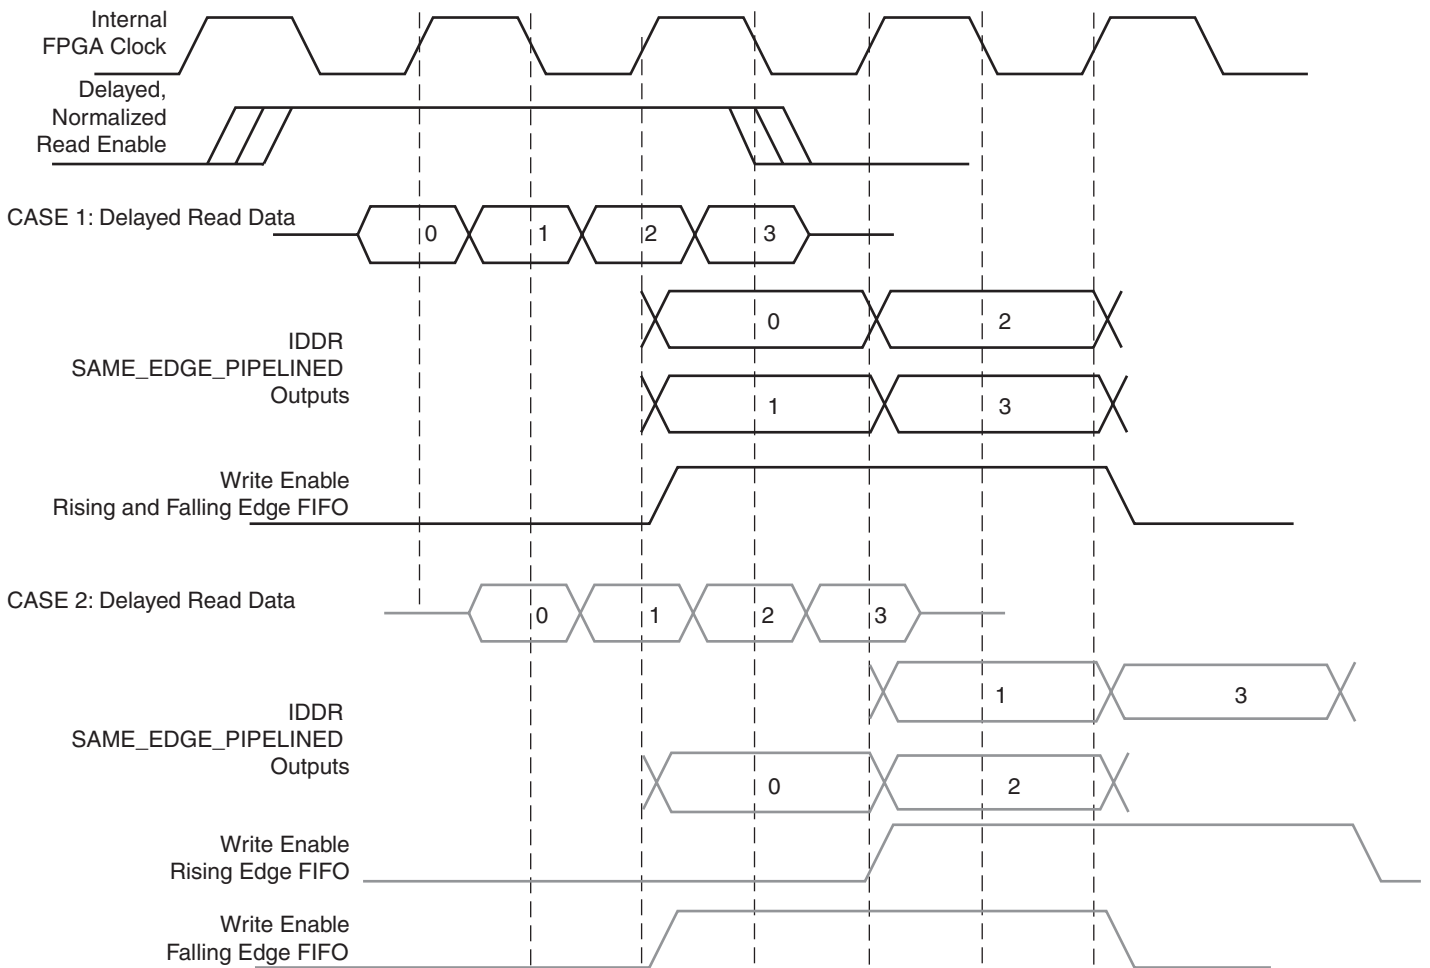 Internal
FPGA Clock
Delayed,
Normalized
Read Enable
CASE 1: Delayed Read Data
0 1 2 3
0 2
IDDR
SAME_EDGE_PIPELINED
Outputs
1 3
Write Enable
Rising and Falling Edge FIFO
CASE 2: Delayed Read Data
0 1 2 3
1 3
IDDR
SAME_EDGE_PIPELINED
Outputs
0 2
Write Enable
Rising Edge FIFO
Write Enable
Falling Edge FIFO